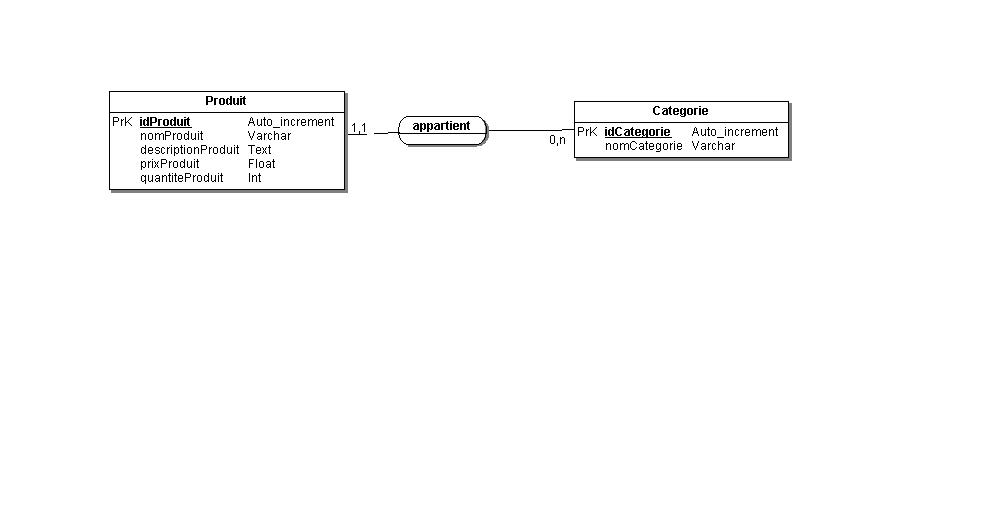 Produit
PrK idProduit Auto_increment
nomProduit Varchar
descriptionProduit Text
prixProduit Float
quantiteProduit Int
1,1
appartient
0,n
Categorie
PrK idCategorie Auto_increment
nomCategorie Varchar